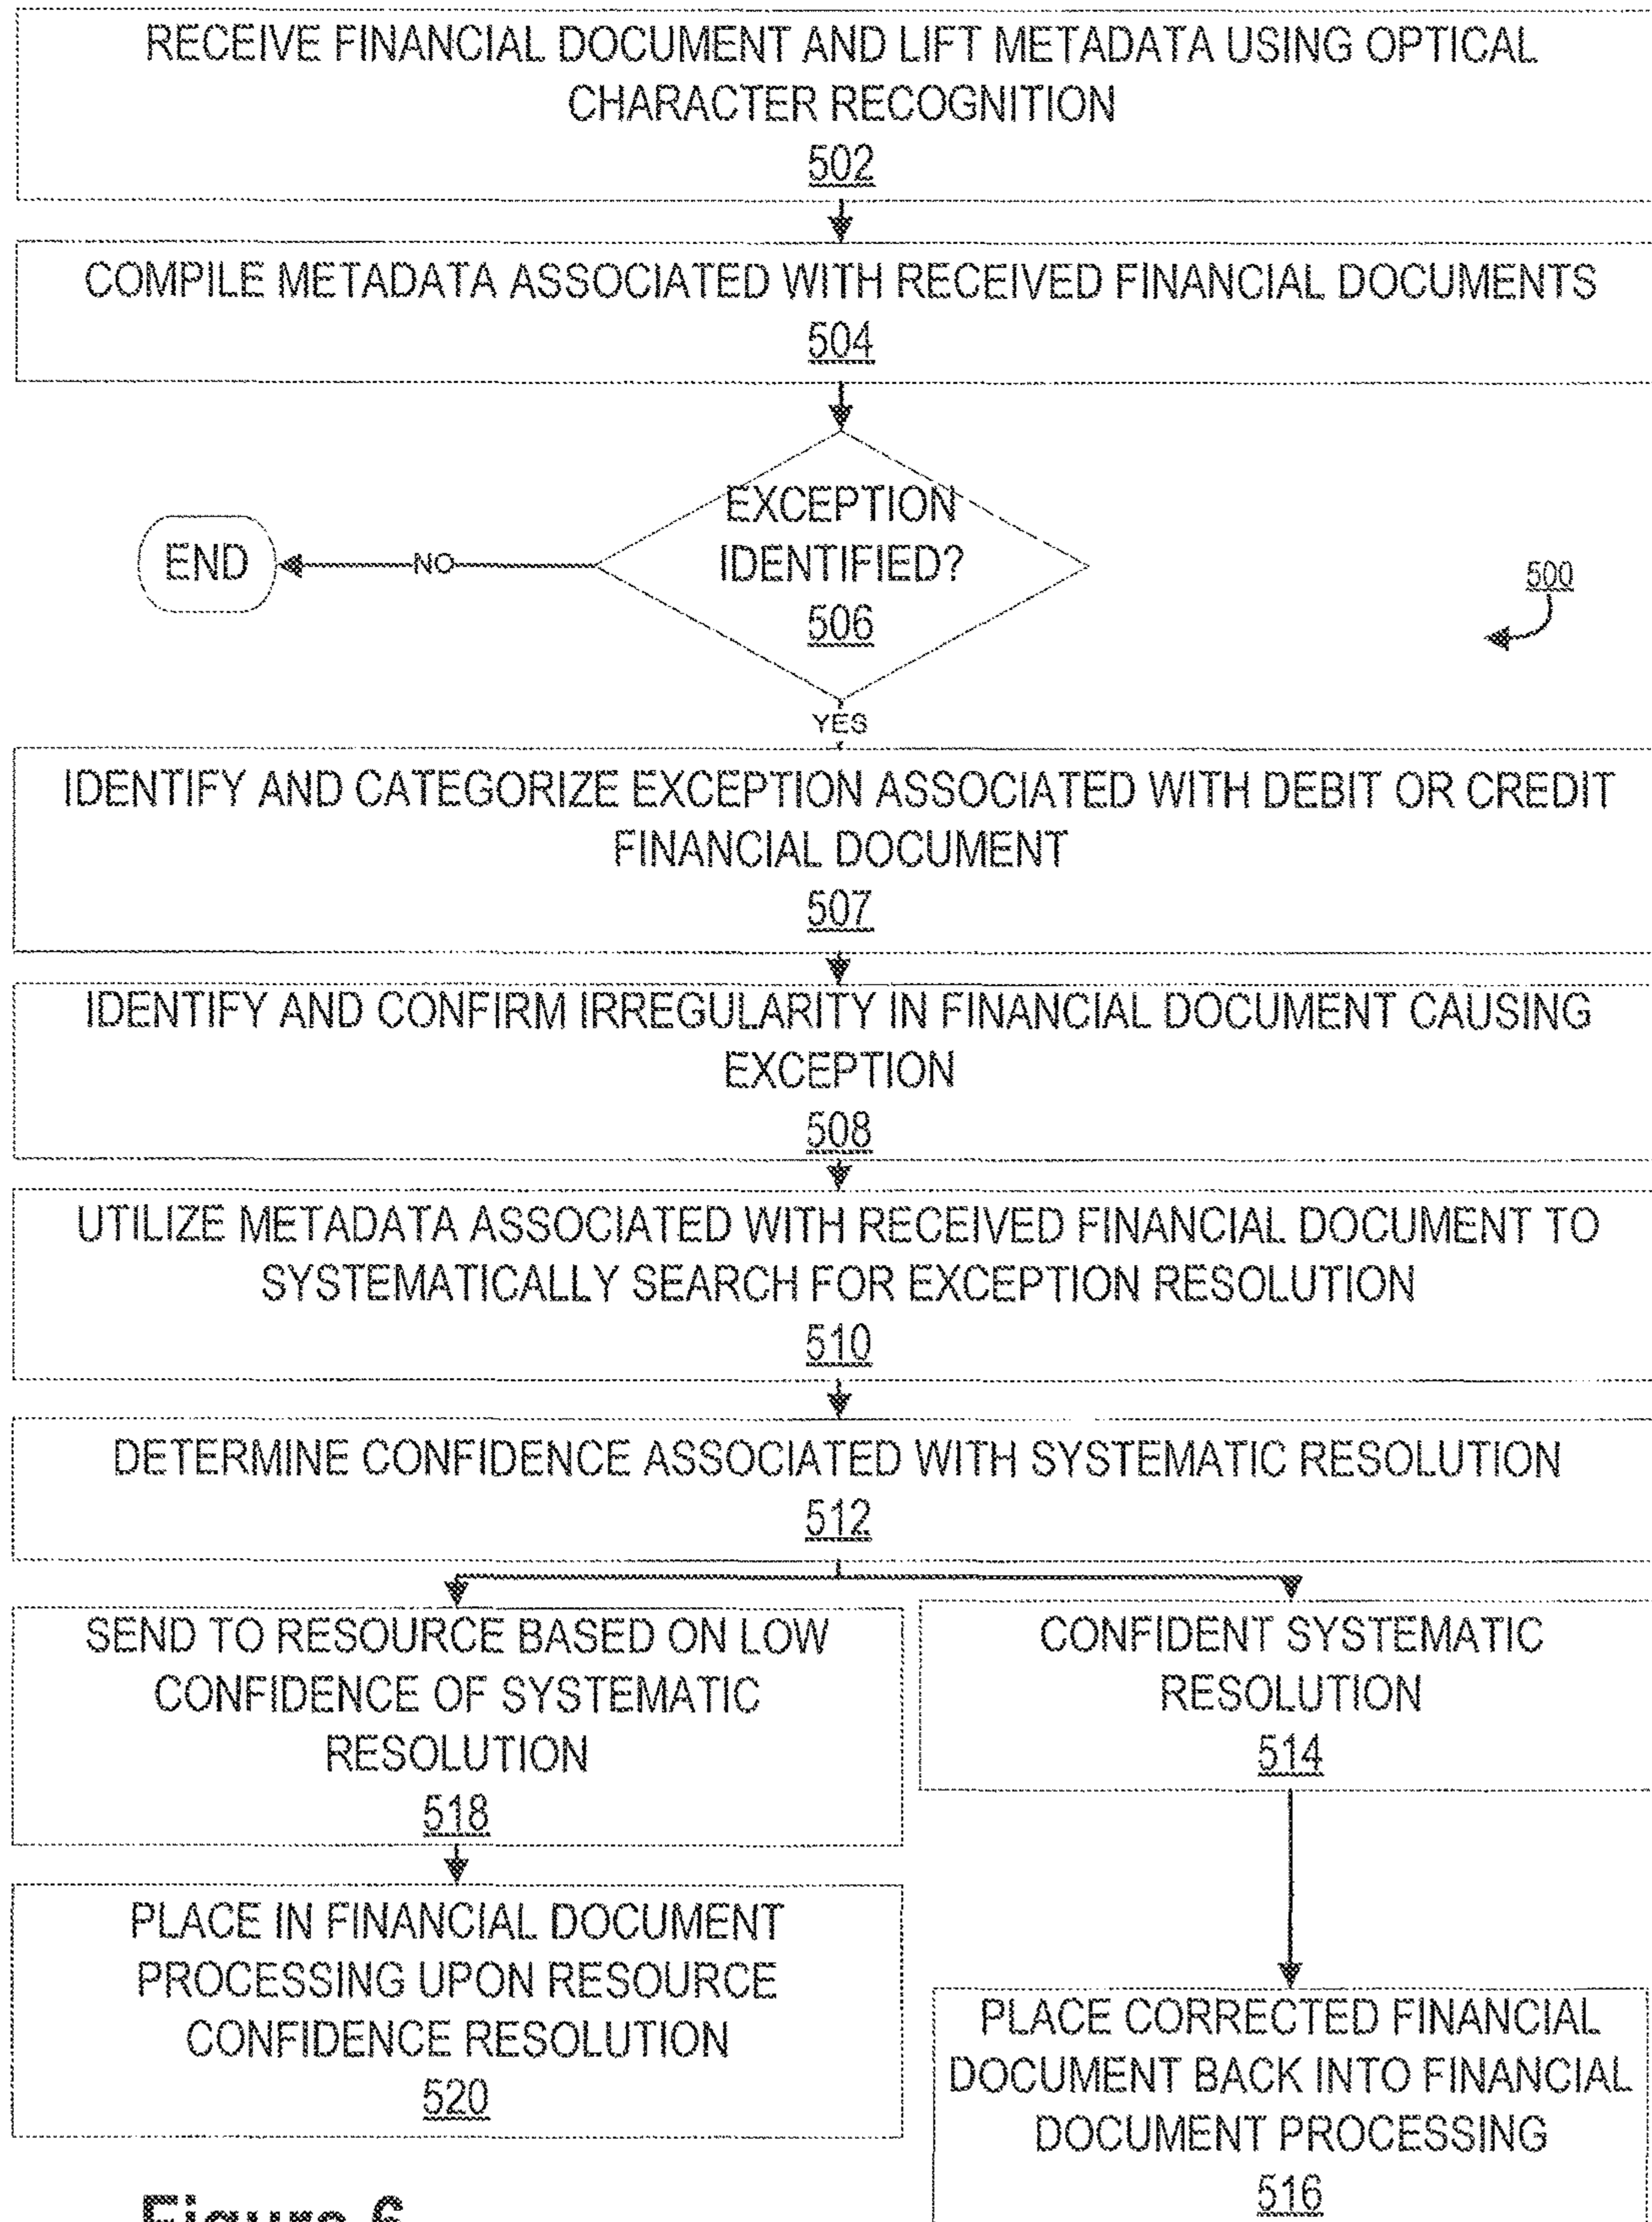 RECEIVE FINANCIAL DOCUMENT AND LIFT METADATA USING OPTICAL
CHARACTER RECOGNITION
502
COMPILE METADATA ASSOCIATED WITH RECEIVED FINANCIAL DOCUMENTS
504
EXCEPTION
IDENTIFIED?
506
NO
END
500
YES
IDENTIFY AND CATEGORIZE EXCEPTION ASSOCIATED WITH DEBIT OR CREDIT
FINANCIAL DOCUMENT
507
IDENTIFY AND CONFIRM IRREGULARITY IN FINANCIAL DOCUMENT CAUSING
EXCEPTION
508
UTILIZE METADATA ASSOCIATED WITH RECEIVED FINANCIAL DOCUMENT TO
SYSTEMATICALLY SEARCH FOR EXCEPTION RESOLUTION
510
DETERMINE CONFIDENCE ASSOCIATED WITH SYSTEMATIC RESOLUTION
512
SEND TO RESOURCE BASED ON LOW
CONFIDENCE OF SYSTEMATIC
RESOLUTION
518
CONFIDENT SYSTEMATIC
RESOLUTION
514
PLACE IN FINANCIAL DOCUMENT
PROCESSING UPON RESOURCE
CONFIDENCE RESOLUTION
520
PLACE CORRECTED FINANCIAL
DOCUMENT BACK INTO FINANCIAL
DOCUMENT PROCESSING
516
Figure 6